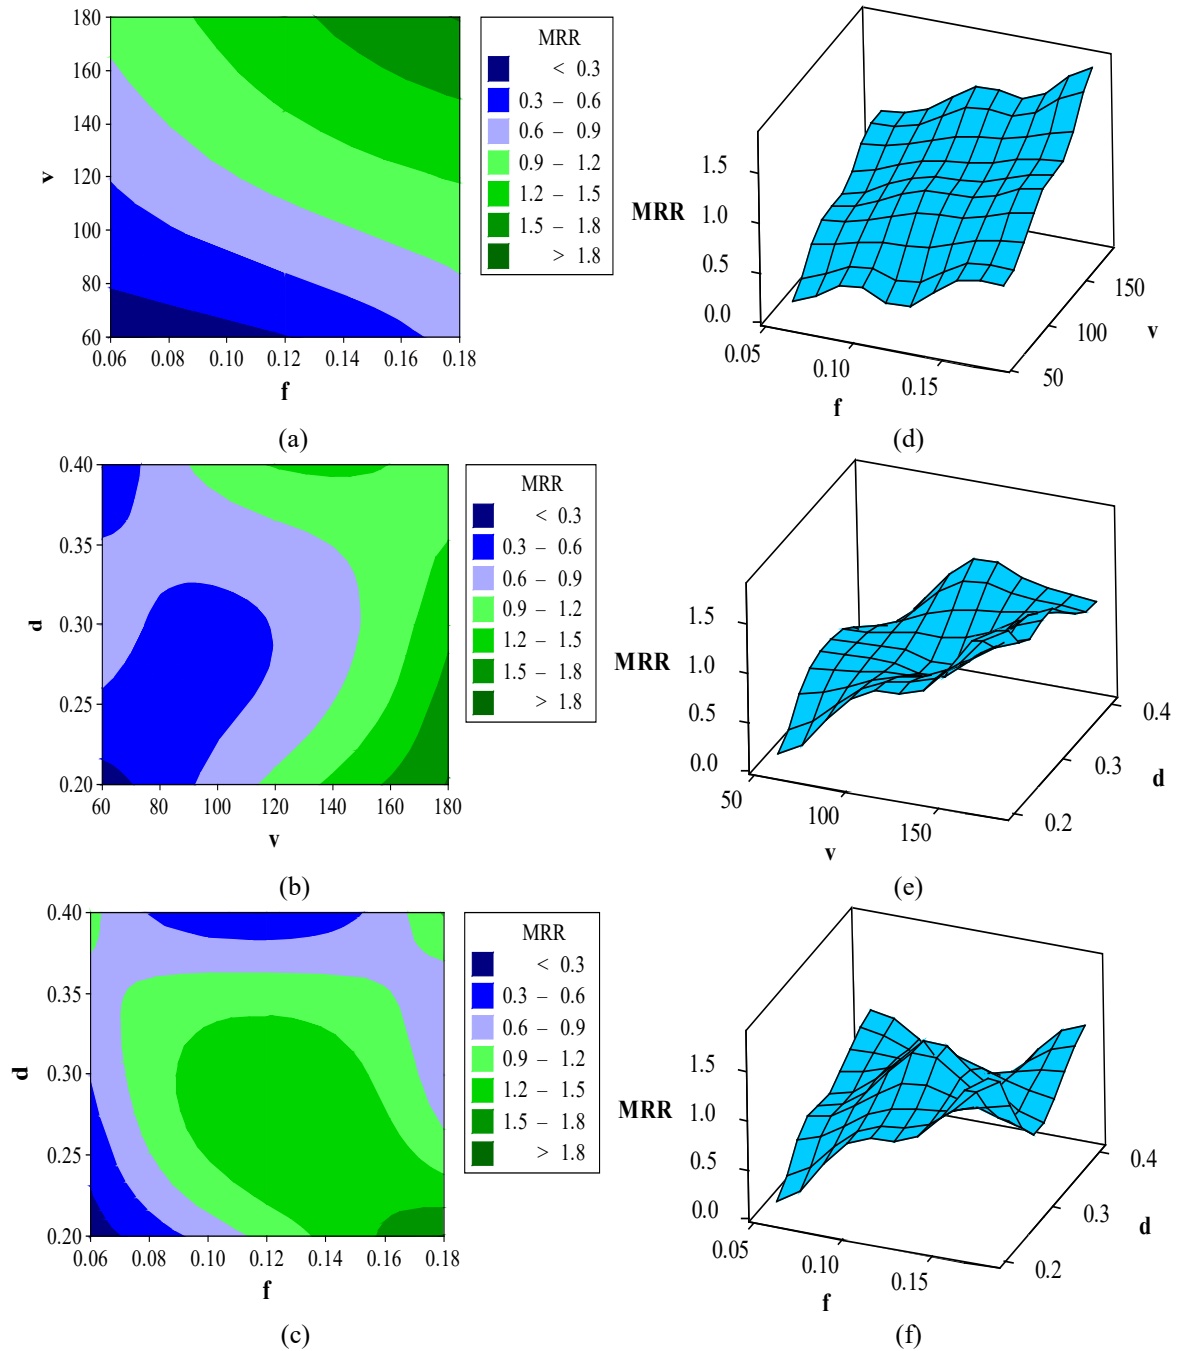 180
160
140
120
100
80
60
v
0.06
0.08
0.10
0.12
0.14
0.16
0.18
f
MRR
< 0.3
0.3 – 0.6
0.6 – 0.9
0.9 – 1.2
1.2 – 1.5
1.5 – 1.8
> 1.8
(a)
MRR
1.5
1.0
0.5
0.0
0.05
0.10
0.15
f
50
100
150
v
(d)
0.40
0.35
0.30
0.25
0.20
d
60
80
100
120
140
160
180
v
MRR
< 0.3
0.3 – 0.6
0.6 – 0.9
0.9 – 1.2
1.2 – 1.5
1.5 – 1.8
> 1.8
(b)
MRR
1.5
1.0
0.5
0.0
50
100
150
v
0.2
0.3
0.4
d
(e)
0.40
0.35
0.30
0.25
0.20
d
0.06
0.08
0.10
0.12
0.14
0.16
0.18
f
MRR
< 0.3
0.3 – 0.6
0.6 – 0.9
0.9 – 1.2
1.2 – 1.5
1.5 – 1.8
> 1.8
(c)
MRR
1.5
1.0
0.5
0.0
0.05
0.10
0.15
f
0.2
0.3
0.4
d
(f)